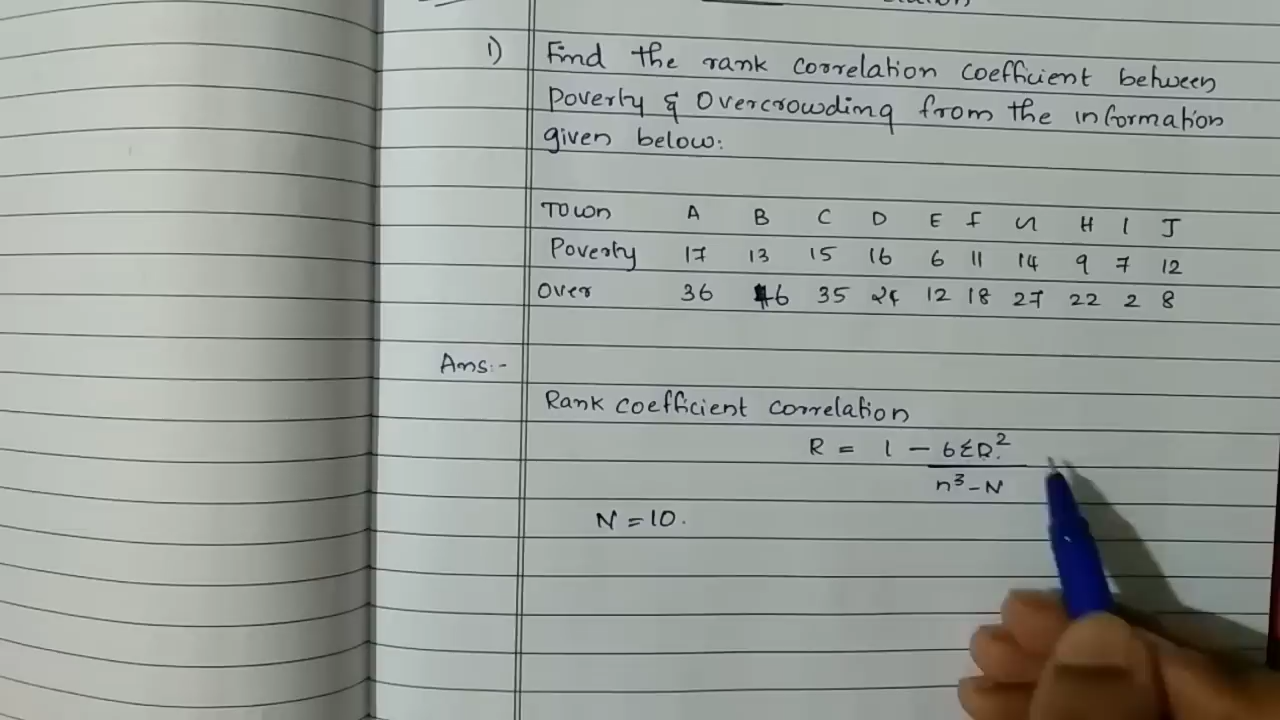 1) Find the rank correlation coefficient between
Poverty & Overcrowding from the information
given below:
Town A B C D E F G H I J
Poverty 17 13 15 16 6 11 14 9 7 12
Over 36 46 35 24 12 18 27 22 2 8
Ans:-
Rank coefficient correlation
R = 1 - 6ΣD²
n³-N
N = 10.